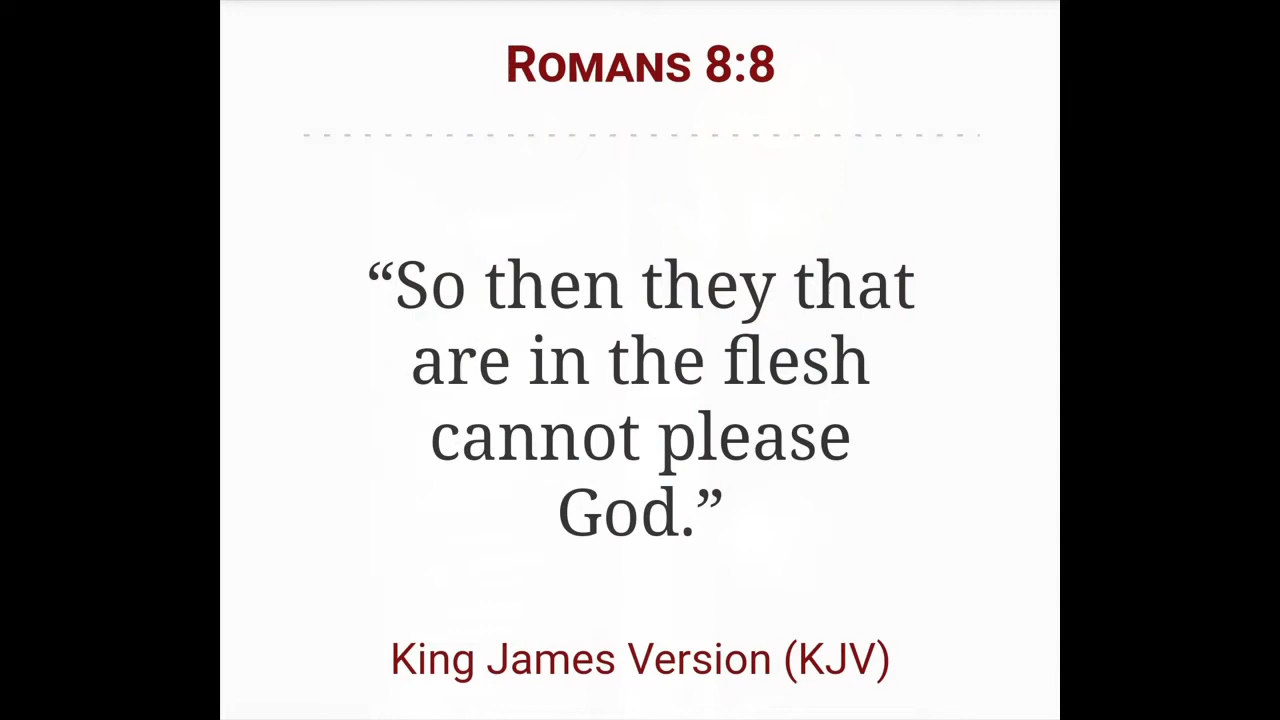 ROMANS 8:8
“So then they that
are in the flesh
cannot please
God.”
King James Version (KJV)